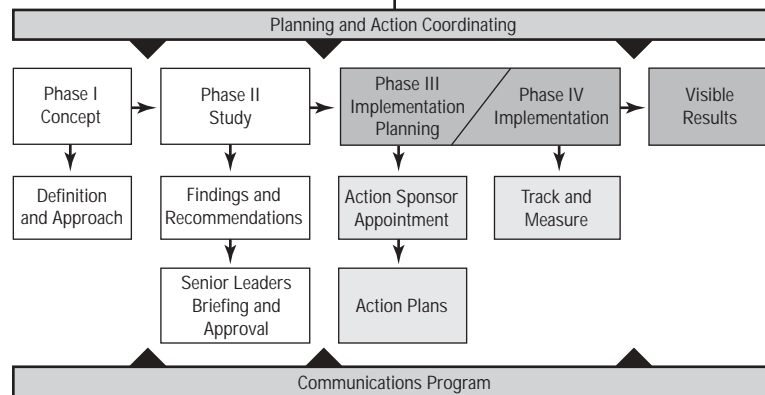 Planning and Action Coordinating
Phase I
Concept
Phase II
Study
Phase III
Implementation
Planning
Phase IV
Implementation
Visible
Results
Definition
and Approach
Findings and
Recommendations
Action Sponsor
Appointment
Track and
Measure
Senior Leaders
Briefing and
Approval
Action Plans
Communications Program